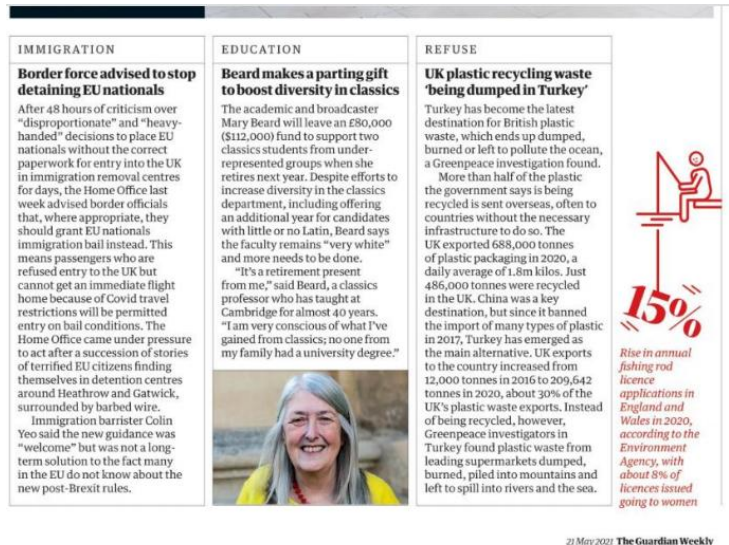 IMMIGRATION
Border force advised to stop
detaining EU nationals
After 48 hours of criticism over
“disproportionate” and “heavy-
handed” decisions to place EU
nationals without the correct
paperwork for entry into the UK
in immigration removal centres
for days, the Home Office last
week advised border officials
that, where appropriate, they
should grant EU nationals
immigration bail instead. This
means passengers who are
refused entry to the UK but
cannot get an immediate flight
home because of Covid travel
restrictions will be permitted
entry on bail conditions. The
Home Office came under pressure
to act after a succession of stories
of terrified EU citizens finding
themselves in detention centres
around Heathrow and Gatwick,
surrounded by barbed wire.
Immigration barrister Colin
Yeo said the new guidance was
“welcome” but was not a long-
term solution to the fact many
in the EU do not know about the
new post-Brexit rules.
EDUCATION
Beard makes a parting gift
to boost diversity in classics
The academic and broadcaster
Mary Beard will leave an £80,000
($112,000) fund to support two
classics students from under-
represented groups when she
retires next year. Despite efforts to
increase diversity in the classics
department, including offering
an additional year for candidates
with little or no Latin, Beard says
the faculty remains “very white”
and more needs to be done.
“It’s a retirement present
from me,” said Beard, a classics
professor who has taught at
Cambridge for almost 40 years.
“I am very conscious of what I’ve
gained from classics; no one from
my family had a university degree.”
REFUSE
UK plastic recycling waste
‘being dumped in Turkey’
Turkey has become the latest
destination for British plastic
waste, which ends up dumped,
burned or left to pollute the ocean,
a Greenpeace investigation found.
More than half of the plastic
the government says is being
recycled is sent overseas, often to
countries without the necessary
infrastructure to do so. The
UK exported 688,000 tonnes
of plastic packaging in 2020, a
daily average of 1.8m kilos. Just
486,000 tonnes were recycled
in the UK. China was a key
destination, but since it banned
the import of many types of plastic
in 2017, Turkey has emerged as
the main alternative. UK exports
to the country increased from
12,000 tonnes in 2016 to 209,642
tonnes in 2020, about 30% of the
UK’s plastic waste exports. Instead
of being recycled, however,
Greenpeace investigators in
Turkey found plastic waste from
leading supermarkets dumped,
burned, piled into mountains and
left to spill into rivers and the sea.
15%
Rise in annual
fishing rod
licence
applications in
England and
Wales in 2020,
according to the
Environment
Agency, with
about 8% of
licences issued
going to women
21 May 2021 The Guardian Weekly